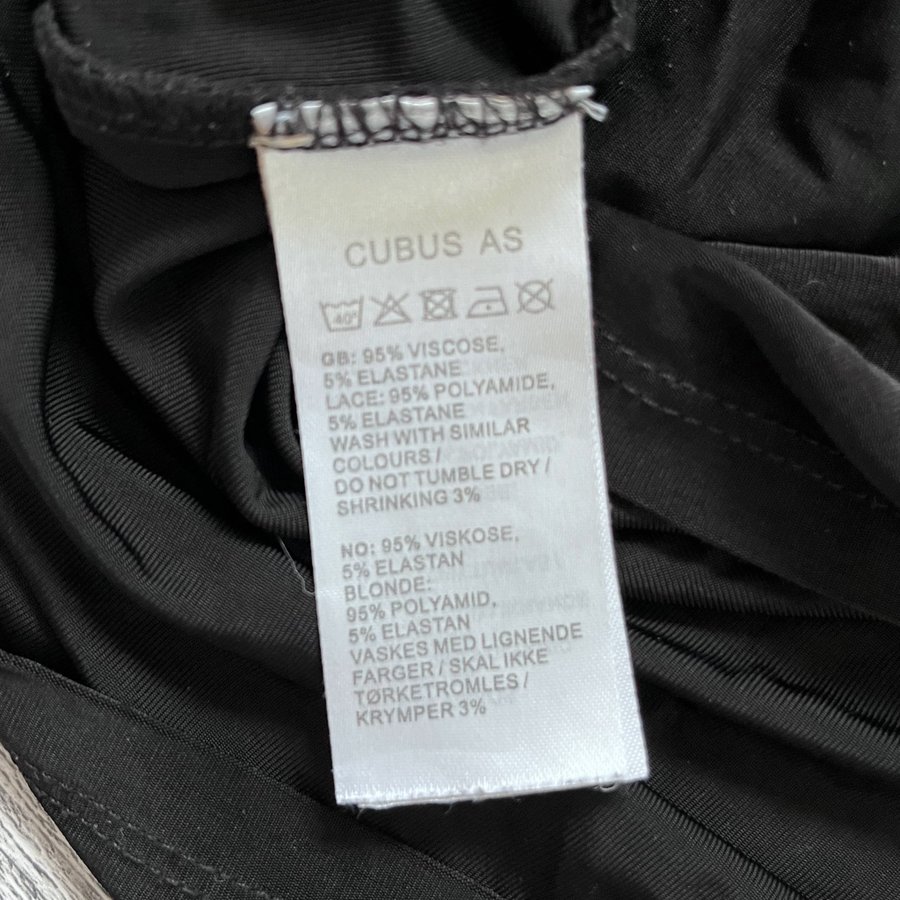 CUBUS AS
40°
GB: 95% VISCOSE,
5% ELASTANE
LACE: 95% POLYAMIDE,
5% ELASTANE
WASH WITH SIMILAR
COLOURS /
DO NOT TUMBLE DRY /
SHRINKING 3%
NO: 95% VISKOSE,
5% ELASTAN
BLONDE:
95% POLYAMID,
5% ELASTAN
VASKES MED LIGNENDE
FARGER / SKAL IKKE
TØRKETROMLES /
KRYMPER 3%